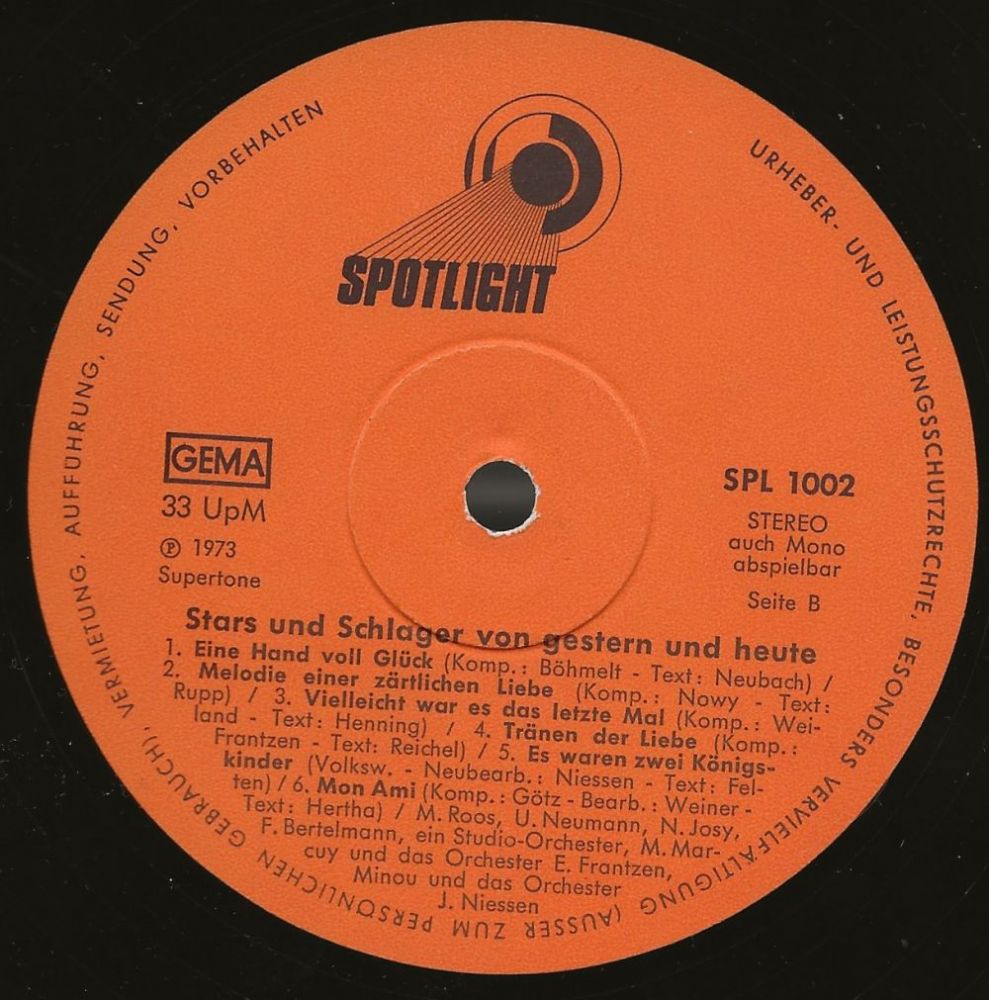 SPOTLIGHT
URHEBER- UND LEISTUNGSSCHUTZRECHTE, BESONDERS VERVIELFÄLTIGUNG (AUSSER ZUM PERSÖNLICHEN GEBRAUCH), VERMIETUNG, AUFFÜHRUNG, SENDUNG, VORBEHALTEN
GEMA
33 UpM
Ⓟ 1973
Supertone
SPL 1002
STEREO
auch Mono
abspielbar
Seite B
Stars und Schlager von gestern und heute
1. Eine Hand voll Glück (Komp.: Böhmelt - Text: Neubach) /
2. Melodie einer zärtlichen Liebe (Komp.: Nowy - Text:
Rupp) / 3. Vielleicht war es das letzte Mal (Komp.: Wei-
land - Text: Henning) / 4. Tränen der Liebe (Komp.:
Frantzen - Text: Reichel) / 5. Es waren zwei Königs-
kinder (Volksw. - Neubearb.: Niessen - Text: Fel-
ten) / 6. Mon Ami (Komp.: Götz - Bearb.: Weiner -
Text: Hertha) / M. Roos, U. Neumann, N. Josy,
F. Bertelmann, ein Studio-Orchester, M. Mar-
cuy und das Orchester E. Frantzen,
Minou und das Orchester
J. Niessen